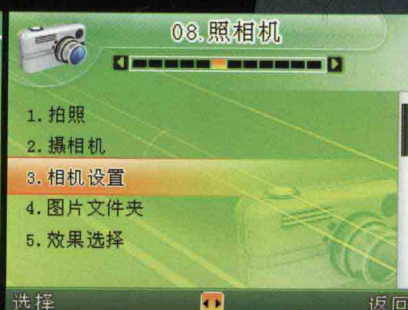 08.照相机
1.拍照
2.摄相机
3.相机设置
4.图片文件夹
5.效果选择
选择 返回